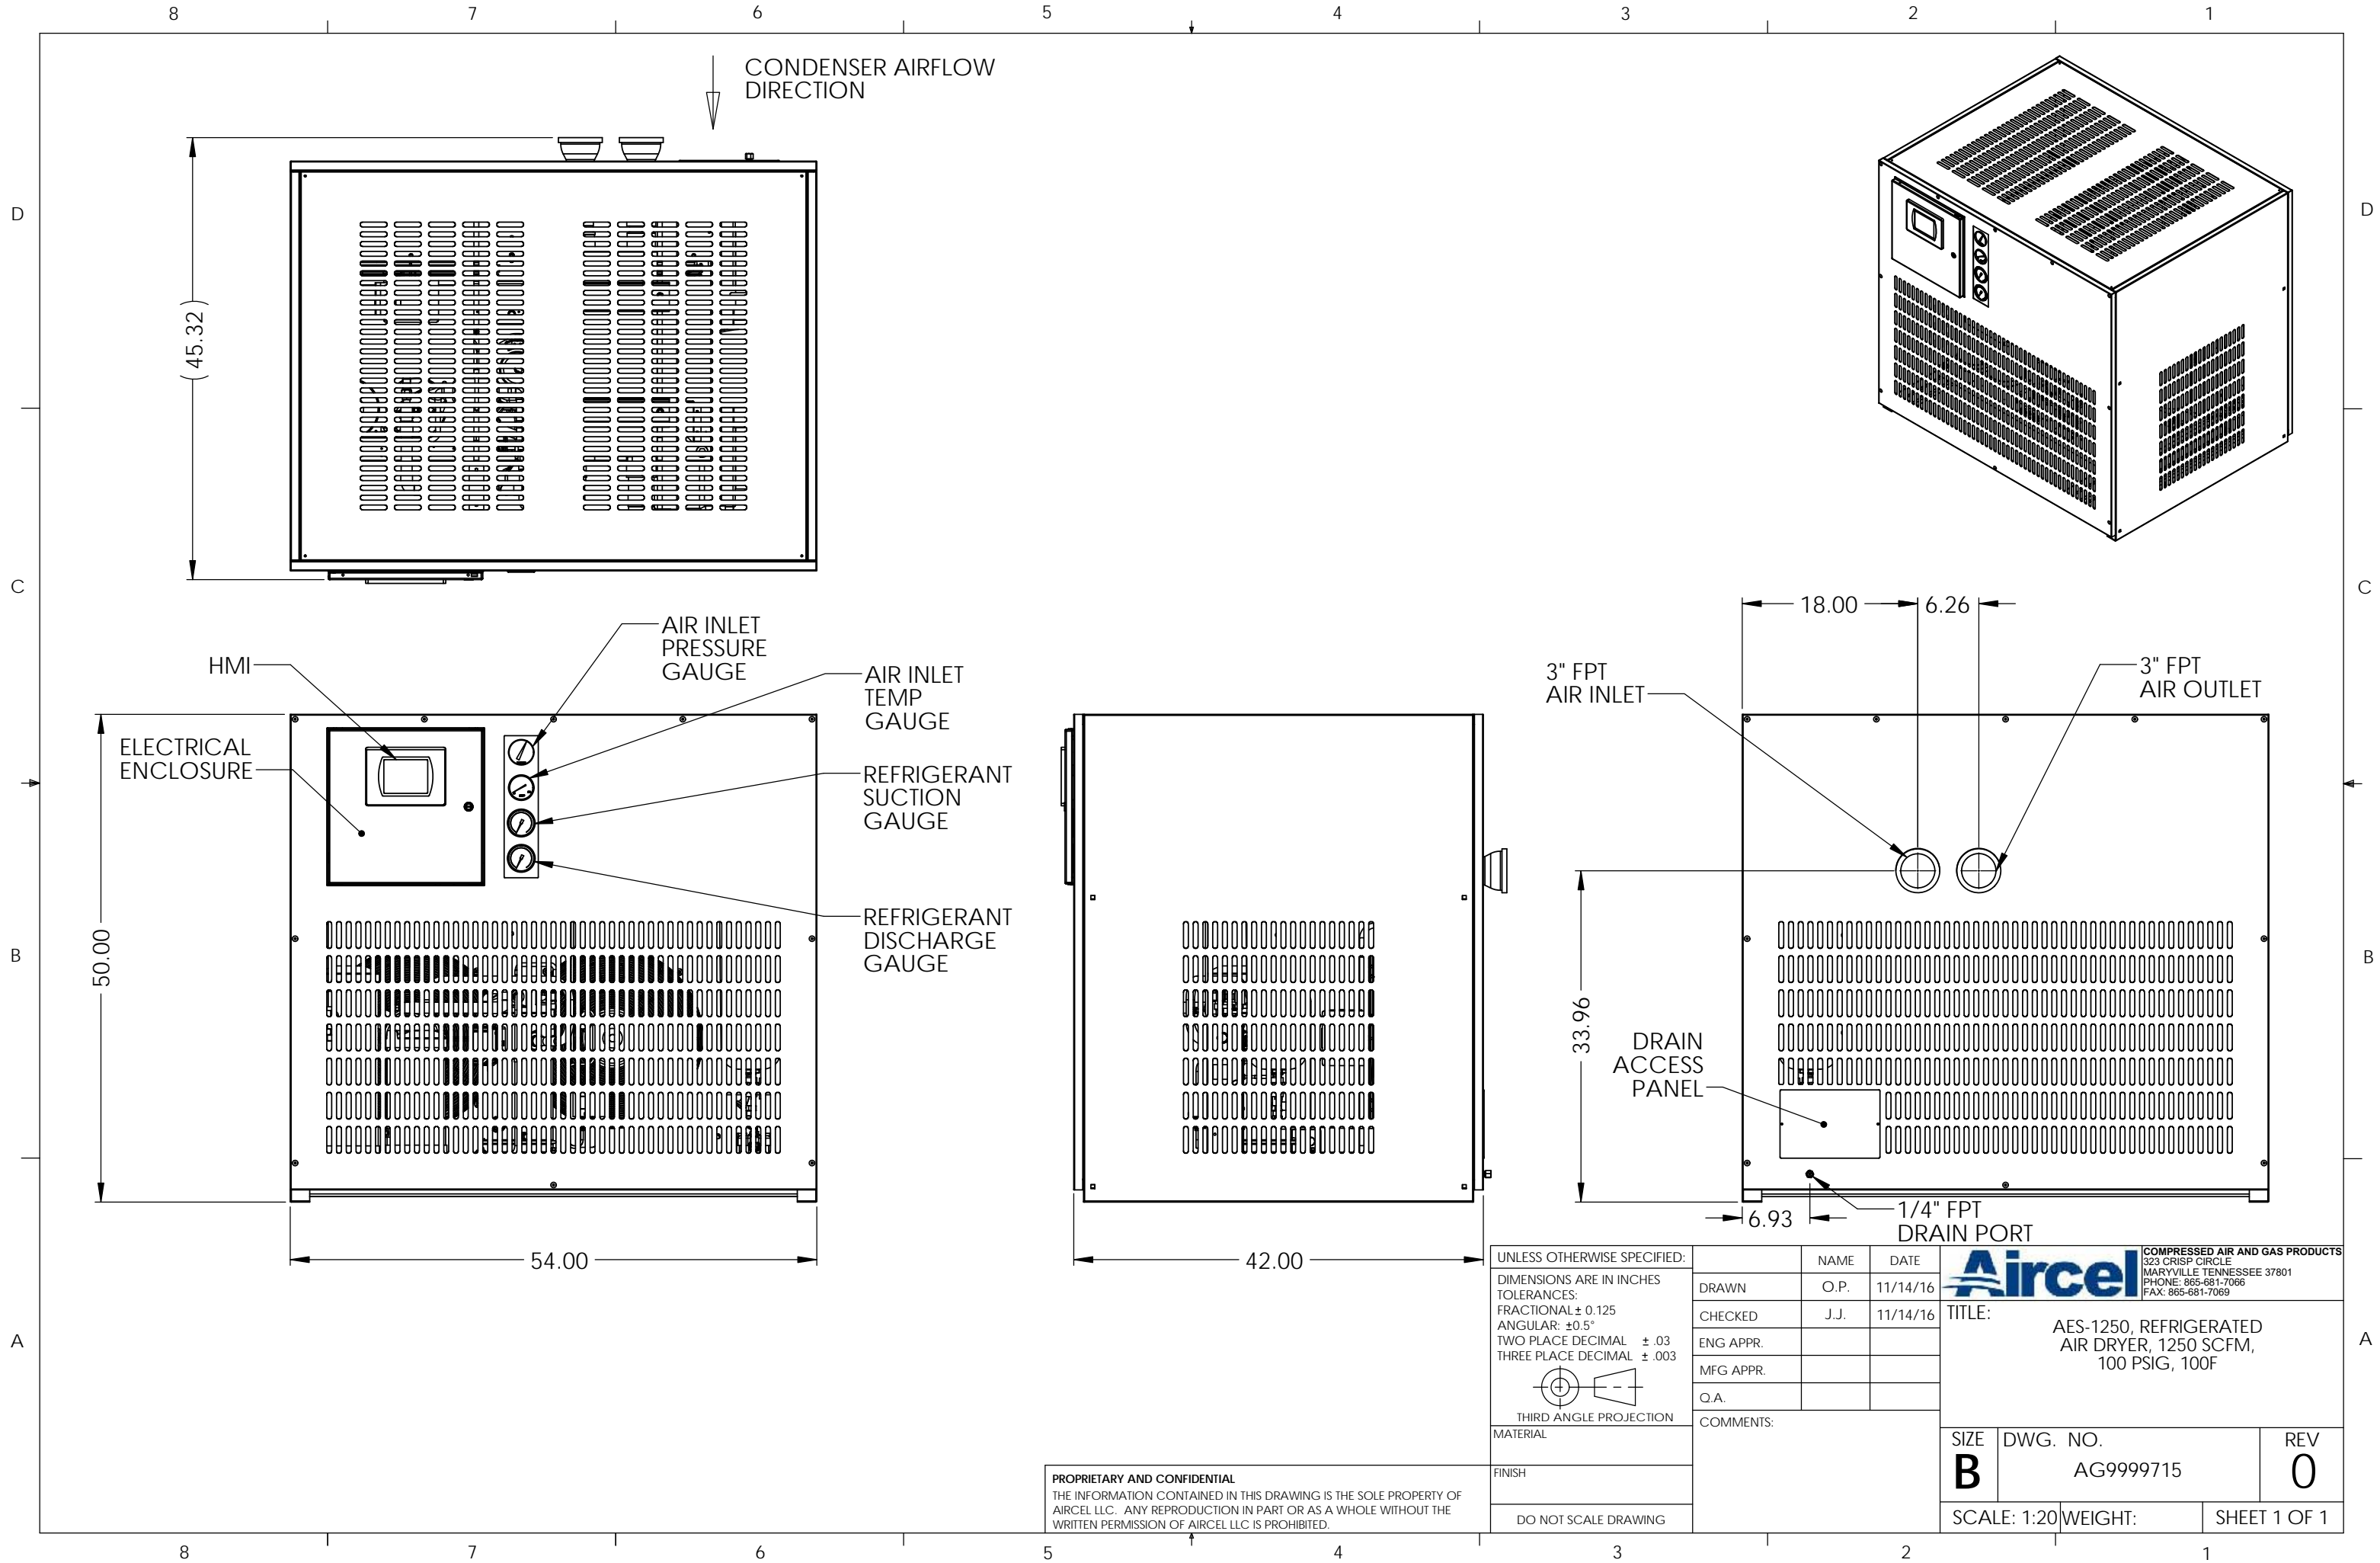 8 7 6 5 4 3 2 1
CONDENSER AIRFLOW
DIRECTION
D
D
( 45.32 )
C
C
18.00
6.26
AIR INLET
PRESSURE
GAUGE
HMI
AIR INLET
TEMP
GAUGE
3" FPT
AIR INLET
3" FPT
AIR OUTLET
ELECTRICAL
ENCLOSURE
REFRIGERANT
SUCTION
GAUGE
REFRIGERANT
DISCHARGE
GAUGE
B
B
50.00
33.96
DRAIN
ACCESS
PANEL
1/4" FPT
DRAIN PORT
6.93
54.00
42.00
A
A
UNLESS OTHERWISE SPECIFIED:
DIMENSIONS ARE IN INCHES
TOLERANCES:
FRACTIONAL± 0.125
ANGULAR: ±0.5°
TWO PLACE DECIMAL ± .03
THREE PLACE DECIMAL ± .003
THIRD ANGLE PROJECTION
MATERIAL
FINISH
DO NOT SCALE DRAWING
NAME DATE
DRAWN O.P. 11/14/16
CHECKED J.J. 11/14/16
ENG APPR.
MFG APPR.
Q.A.
COMMENTS:
Aircel
COMPRESSED AIR AND GAS PRODUCTS
323 CRISP CIRCLE
MARYVILLE TENNESSEE 37801
PHONE: 865-681-7066
FAX: 865-681-7069
TITLE:
AES-1250, REFRIGERATED
AIR DRYER, 1250 SCFM,
100 PSIG, 100F
SIZE
B
DWG. NO.
AG9999715
REV
0
SCALE: 1:20
WEIGHT:
SHEET 1 OF 1
PROPRIETARY AND CONFIDENTIAL
THE INFORMATION CONTAINED IN THIS DRAWING IS THE SOLE PROPERTY OF
AIRCEL LLC. ANY REPRODUCTION IN PART OR AS A WHOLE WITHOUT THE
WRITTEN PERMISSION OF AIRCEL LLC IS PROHIBITED.
8 7 6 5 4 3 2 1